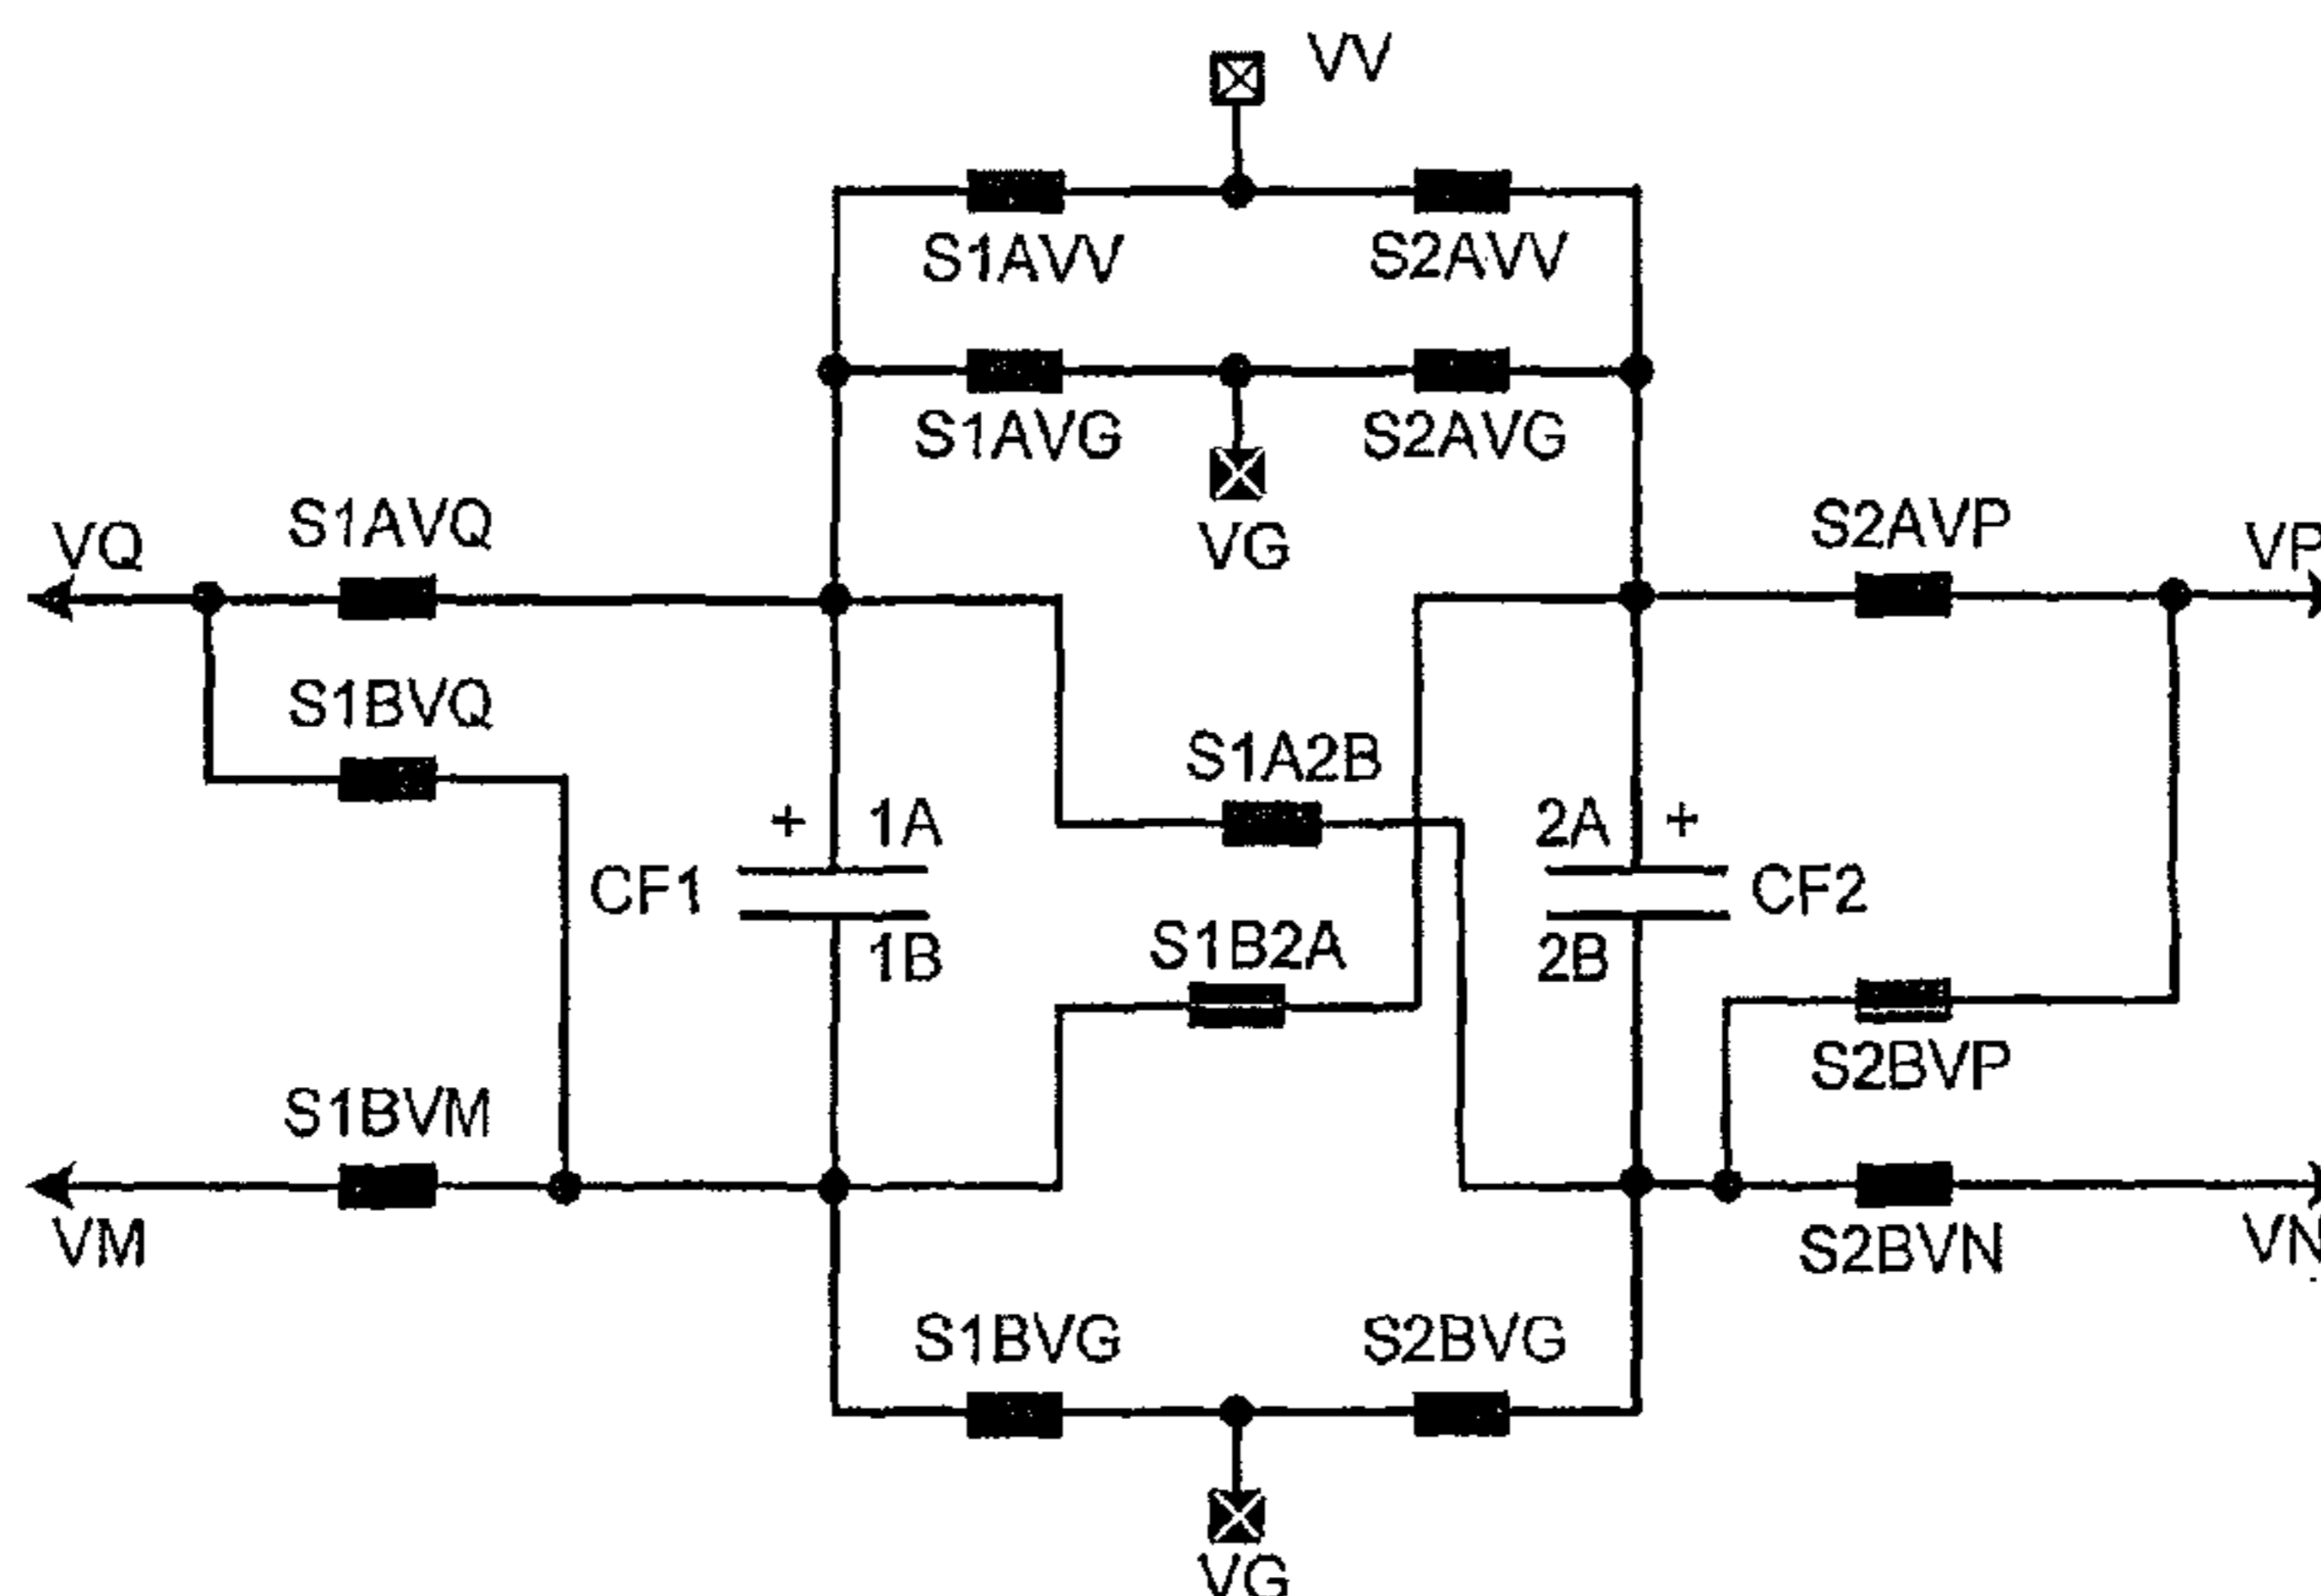 VV
S1AVV
S2AVV
S1AVG
S2AVG
VG
VQ
S1AVQ
S2AVP
VP
S1BVQ
S1A2B
+
1A
2A
+
CF1
CF2
1B
S1B2A
2B
S2BVP
S1BVM
VM
S2BVN
VN
S1BVG
S2BVG
VG